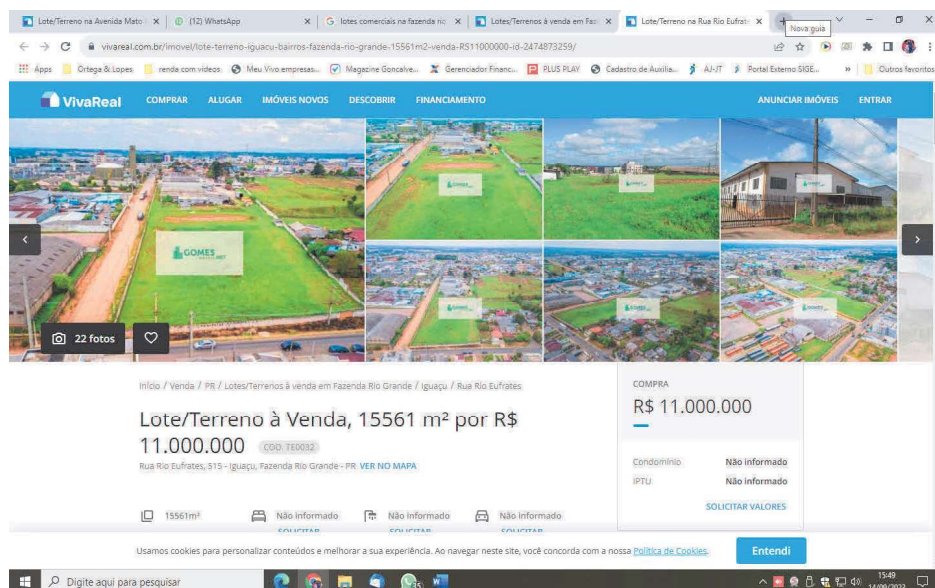 Lote/Terreno na Avenida Mato
(12) WhatsApp
lotes comerciais na fazenda rio
Lotes/Terrenos à venda em Faz
Lote/Terreno na Rua Rio Eufrat
Nova guia
vivareal.com.br/imovel/lote-terreno-iguacu-bairros-fazenda-rio-grande-15561m2-venda-RS11000000-id-2474873259/
Apps Ortega & Lopes renda com videos Meu Vivo empresas... Magazine Goncalve... Gerenciador Financ... PLUS PLAY Cadastro de Auxilia... AJ-JT Portal Externo SIGE... » Outros favoritos
VivaReal COMPRAR ALUGAR IMÓVEIS NOVOS DESCOBRIR FINANCIAMENTO ANUNCIAR IMÓVEIS ENTRAR
GOMES
22 fotos
Início / Venda / PR / Lotes/Terrenos à venda em Fazenda Rio Grande / Iguaçu / Rua Rio Eufrates
Lote/Terreno à Venda, 15561 m² por R$
11.000.000 COD. TE0032
Rua Rio Eufrates, 515 - Iguaçu, Fazenda Rio Grande - PR VER NO MAPA
15561m² Não informado Não informado Não informado
SOLICITAR SOLICITAR SOLICITAR
COMPRA
R$ 11.000.000
Condomínio Não informado
IPTU Não informado
SOLICITAR VALORES
Usamos cookies para personalizar conteúdos e melhorar a sua experiência. Ao navegar neste site, você concorda com a nossa Política de Cookies. Entendi
Digite aqui para pesquisar
15:49